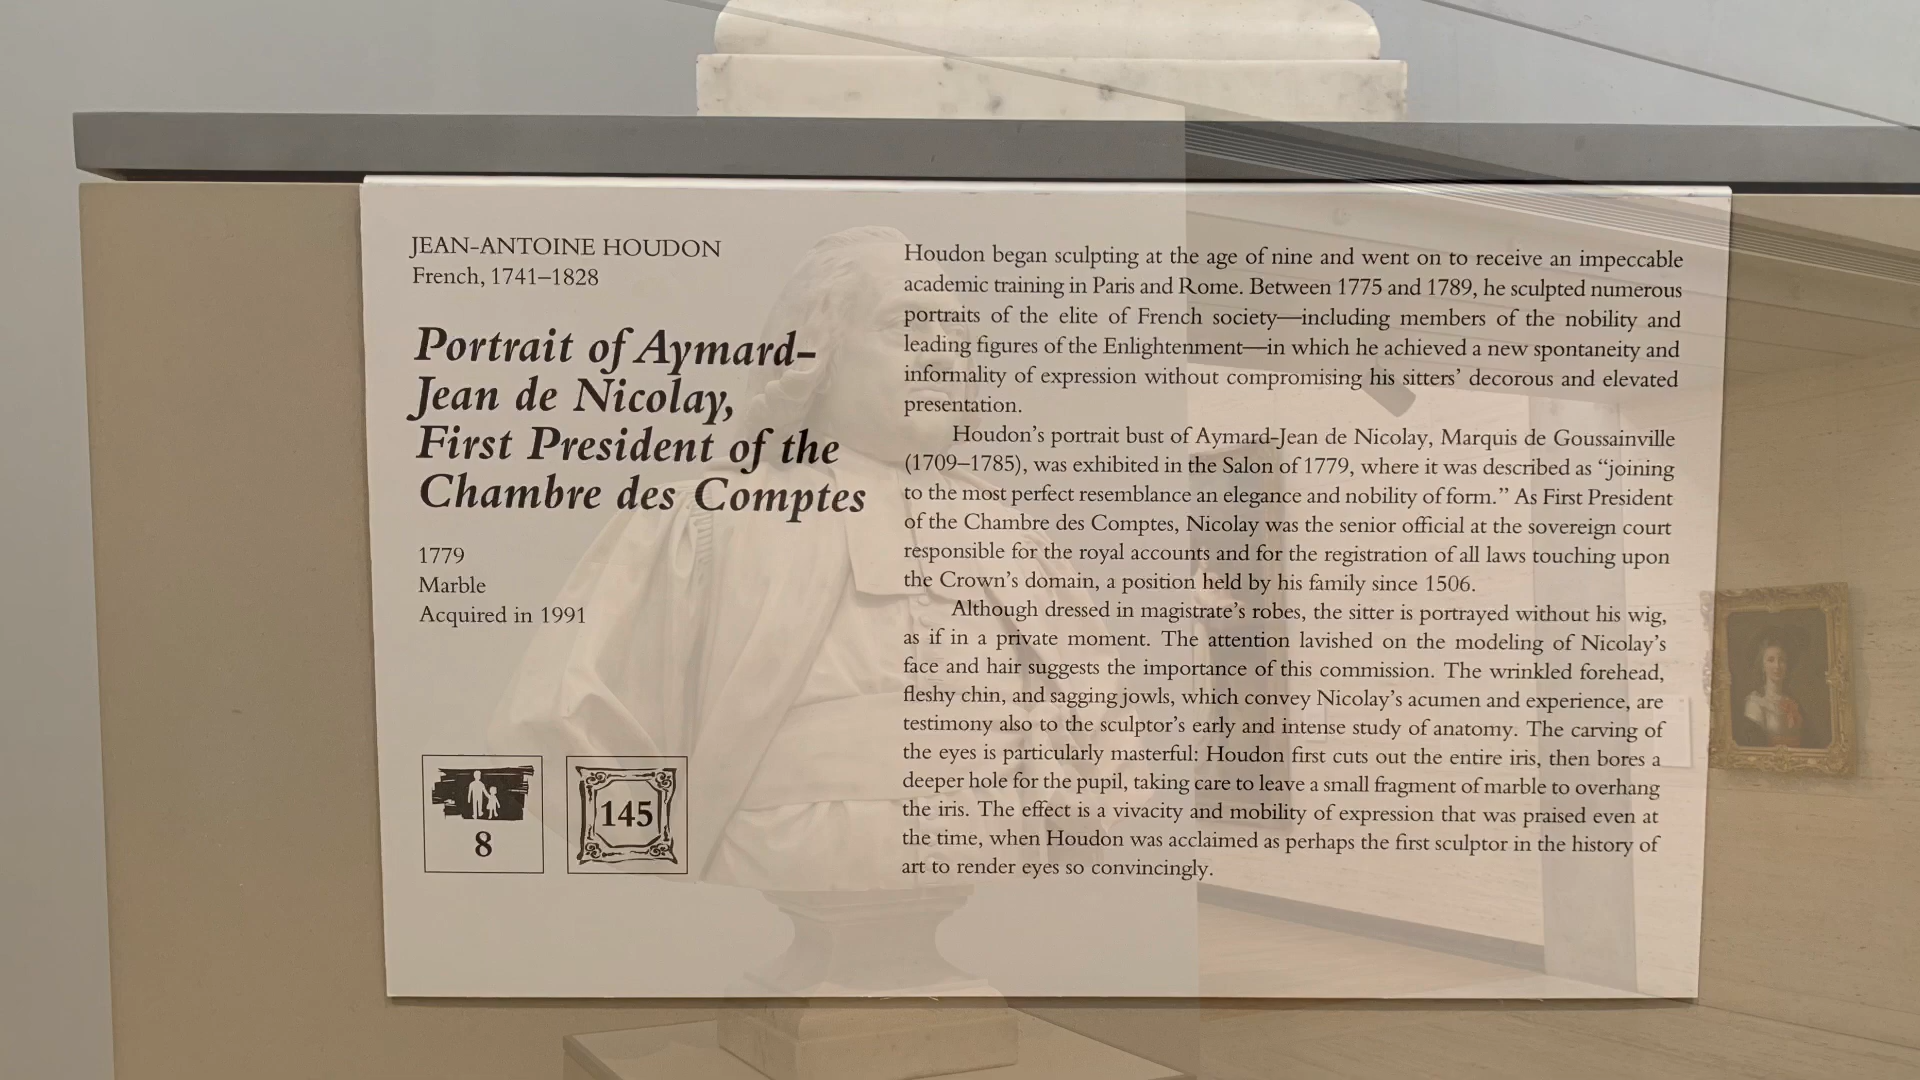 JEAN-ANTOINE HOUDON
French, 1741–1828
Portrait of Aymard-
Jean de Nicolay,
First President of the
Chambre des Comptes
1779
Marble
Acquired in 1991
8
145
Houdon began sculpting at the age of nine and went on to receive an impeccable
academic training in Paris and Rome. Between 1775 and 1789, he sculpted numerous
portraits of the elite of French society—including members of the nobility and
leading figures of the Enlightenment—in which he achieved a new spontaneity and
informality of expression without compromising his sitters’ decorous and elevated
presentation.
Houdon’s portrait bust of Aymard-Jean de Nicolay, Marquis de Goussainville
(1709–1785), was exhibited in the Salon of 1779, where it was described as “joining
to the most perfect resemblance an elegance and nobility of form.” As First President
of the Chambre des Comptes, Nicolay was the senior official at the sovereign court
responsible for the royal accounts and for the registration of all laws touching upon
the Crown’s domain, a position held by his family since 1506.
Although dressed in magistrate’s robes, the sitter is portrayed without his wig,
as if in a private moment. The attention lavished on the modeling of Nicolay’s
face and hair suggests the importance of this commission. The wrinkled forehead,
fleshy chin, and sagging jowls, which convey Nicolay’s acumen and experience, are
testimony also to the sculptor’s early and intense study of anatomy. The carving of
the eyes is particularly masterful: Houdon first cuts out the entire iris, then bores a
deeper hole for the pupil, taking care to leave a small fragment of marble to overhang
the iris. The effect is a vivacity and mobility of expression that was praised even at
the time, when Houdon was acclaimed as perhaps the first sculptor in the history of
art to render eyes so convincingly.